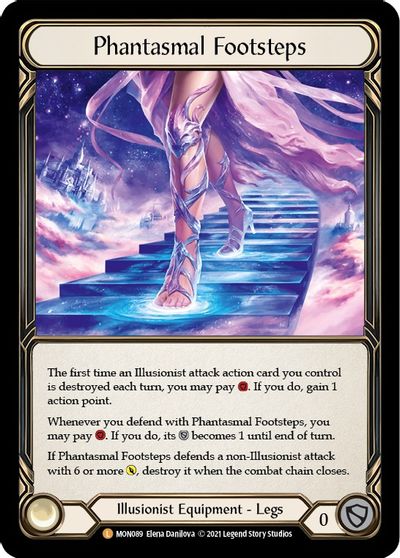 Phantasmal Footsteps
The first time an Illusionist attack action card you control
is destroyed each turn, you may pay . If you do, gain 1
action point.
Whenever you defend with Phantasmal Footsteps, you
may pay . If you do, its becomes 1 until end of turn.
If Phantasmal Footsteps defends a non-Illusionist attack
with 6 or more , destroy it when the combat chain closes.
Illusionist Equipment - Legs
0
L MON089 Elena Danilova © 2021 Legend Story Studios